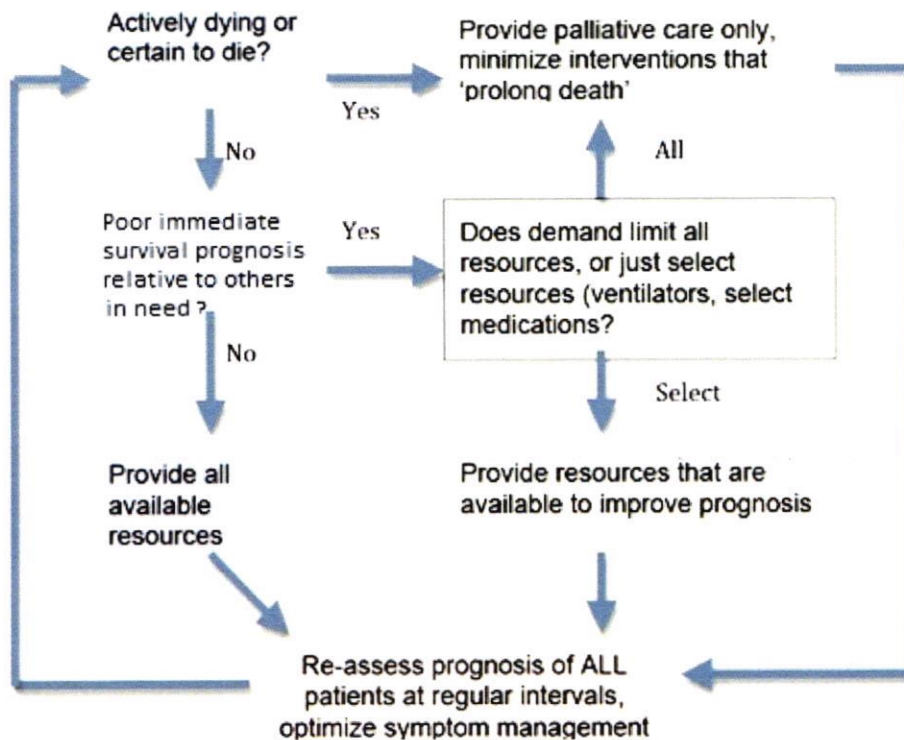 Actively dying or
certain to die?
Yes
Provide palliative care only,
minimize interventions that
‘prolong death’
No
All
Poor immediate
survival prognosis
relative to others
in need ?
Yes
Does demand limit all
resources, or just select
resources (ventilators, select
medications?
No
Select
Provide all
available
resources
Provide resources that are
available to improve prognosis
Re-assess prognosis of ALL
patients at regular intervals,
optimize symptom management